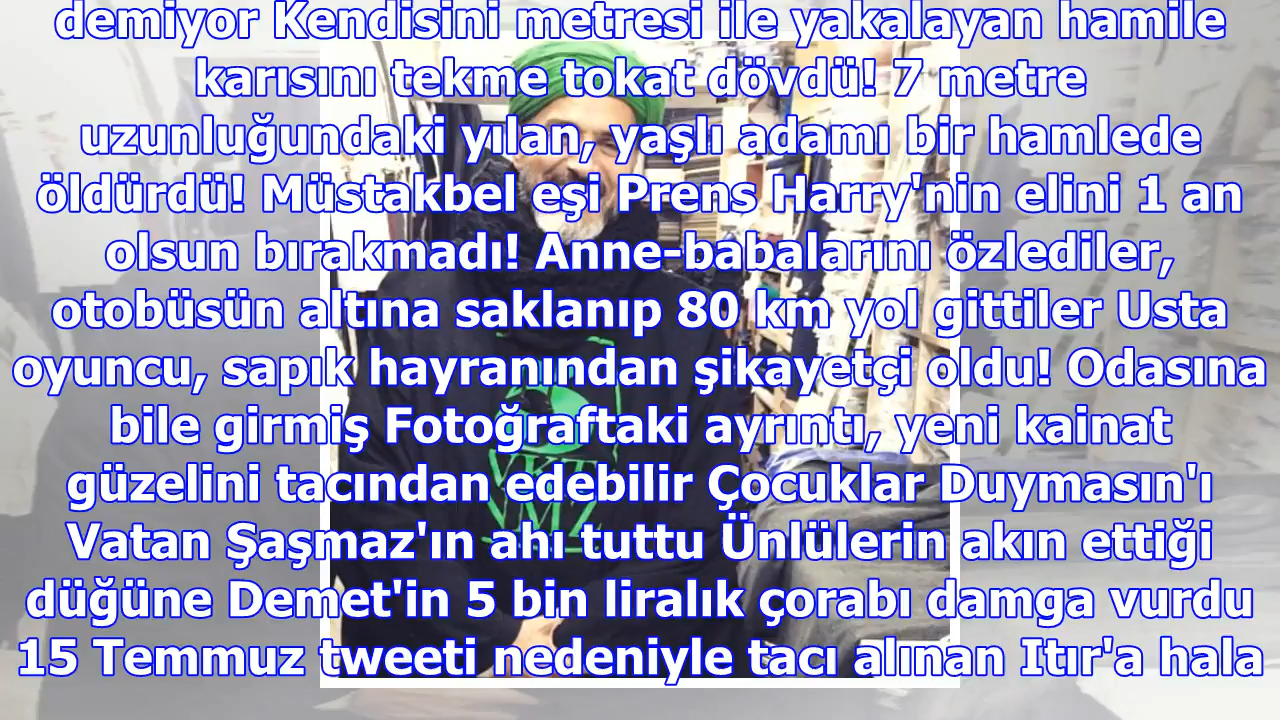 demiyor Kendisini metresi ile yakalayan hamile
karısını tekme tokat dövdü! 7 metre
uzunluğundaki yılan, yaşlı adamı bir hamlede
öldürdü! Müstakbel eşi Prens Harry'nin elini 1 an
olsun bırakmadı! Anne-babalarını özlediler,
otobüsün altına saklanıp 80 km yol gittiler Usta
oyuncu, sapık hayranından şikayetçi oldu! Odasına
bile girmiş Fotoğraftaki ayrıntı, yeni kainat
güzelini tacından edebilir Çocuklar Duymasın'ı
Vatan Şaşmaz'ın ahı tuttu Ünlülerin akın ettiği
düğüne Demet'in 5 bin liralık çorabı damga vurdu
15 Temmuz tweeti nedeniyle tacı alınan Itır'a hala